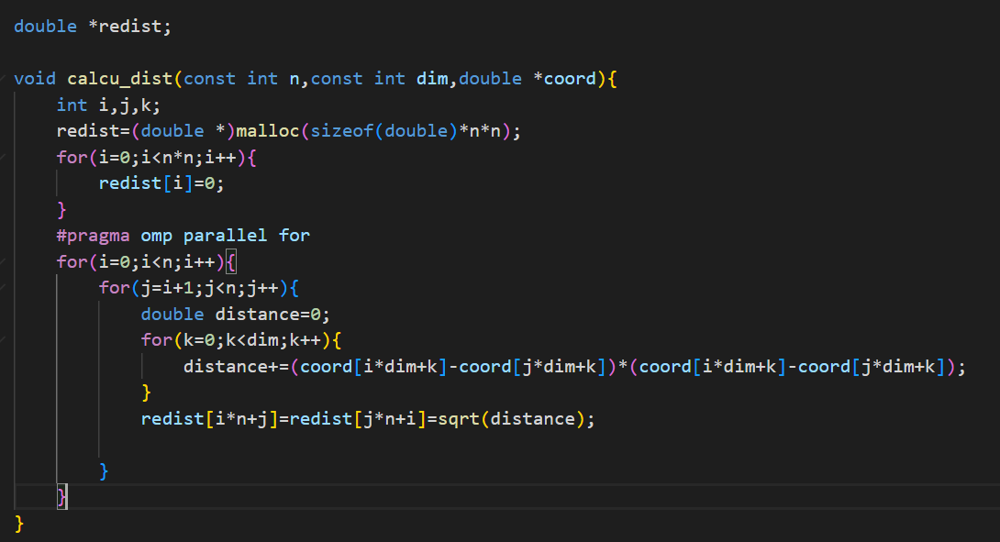 double *redist;
void calcu_dist(const int n,const int dim,double *coord){
int i,j,k;
redist=(double *)malloc(sizeof(double)*n*n);
for(i=0;i<n*n;i++){
redist[i]=0;
}
#pragma omp parallel for
for(i=0;i<n;i++){
for(j=i+1;j<n;j++){
double distance=0;
for(k=0;k<dim;k++){
distance+=(coord[i*dim+k]-coord[j*dim+k])*(coord[i*dim+k]-coord[j*dim+k]);
}
redist[i*n+j]=redist[j*n+i]=sqrt(distance);
}
}
}